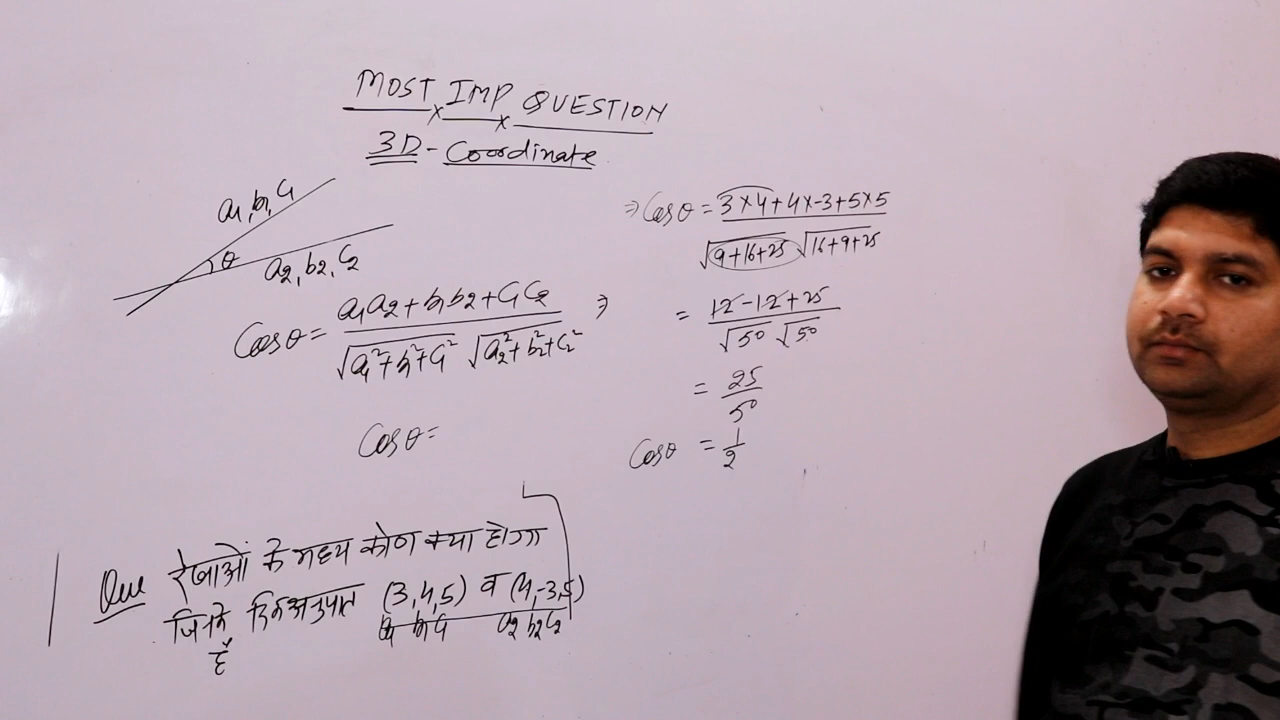 MOST IMP QUESTION
3D - Coordinate
a₁, b₁, c₁
θ
a₂, b₂, c₂
Cosθ = a₁a₂ + b₁b₂ + c₁c₂ / √a₁²+b₁²+c₁² √a₂²+b₂²+c₂² ⇒
Cosθ =
⇒ Cosθ = 3×4+4×-3+5×5 / √9+16+25 √16+9+25
= 12-12+25 / √50 √50
= 25/50
Cosθ = 1/2
Que रेखाओं के मध्य कोण क्या होगा
जिनके दिक्अनुपात (3,4,5) व (4,-3,5)
a₁ b₁ c₁ a₂ b₂ c₂
हैं